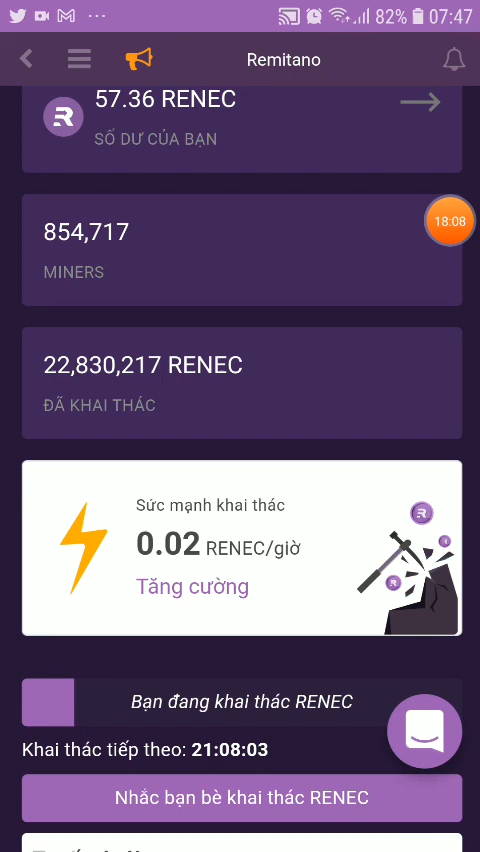 82% 07:47
Remitano
57.36 RENEC
SỐ DƯ CỦA BẠN
854,717
18:08
MINERS
22,830,217 RENEC
ĐÃ KHAI THÁC
Sức mạnh khai thác
0.02 RENEC/giờ
Tăng cường
Bạn đang khai thác RENEC
Khai thác tiếp theo: 21:08:03
Nhắc bạn bè khai thác RENEC